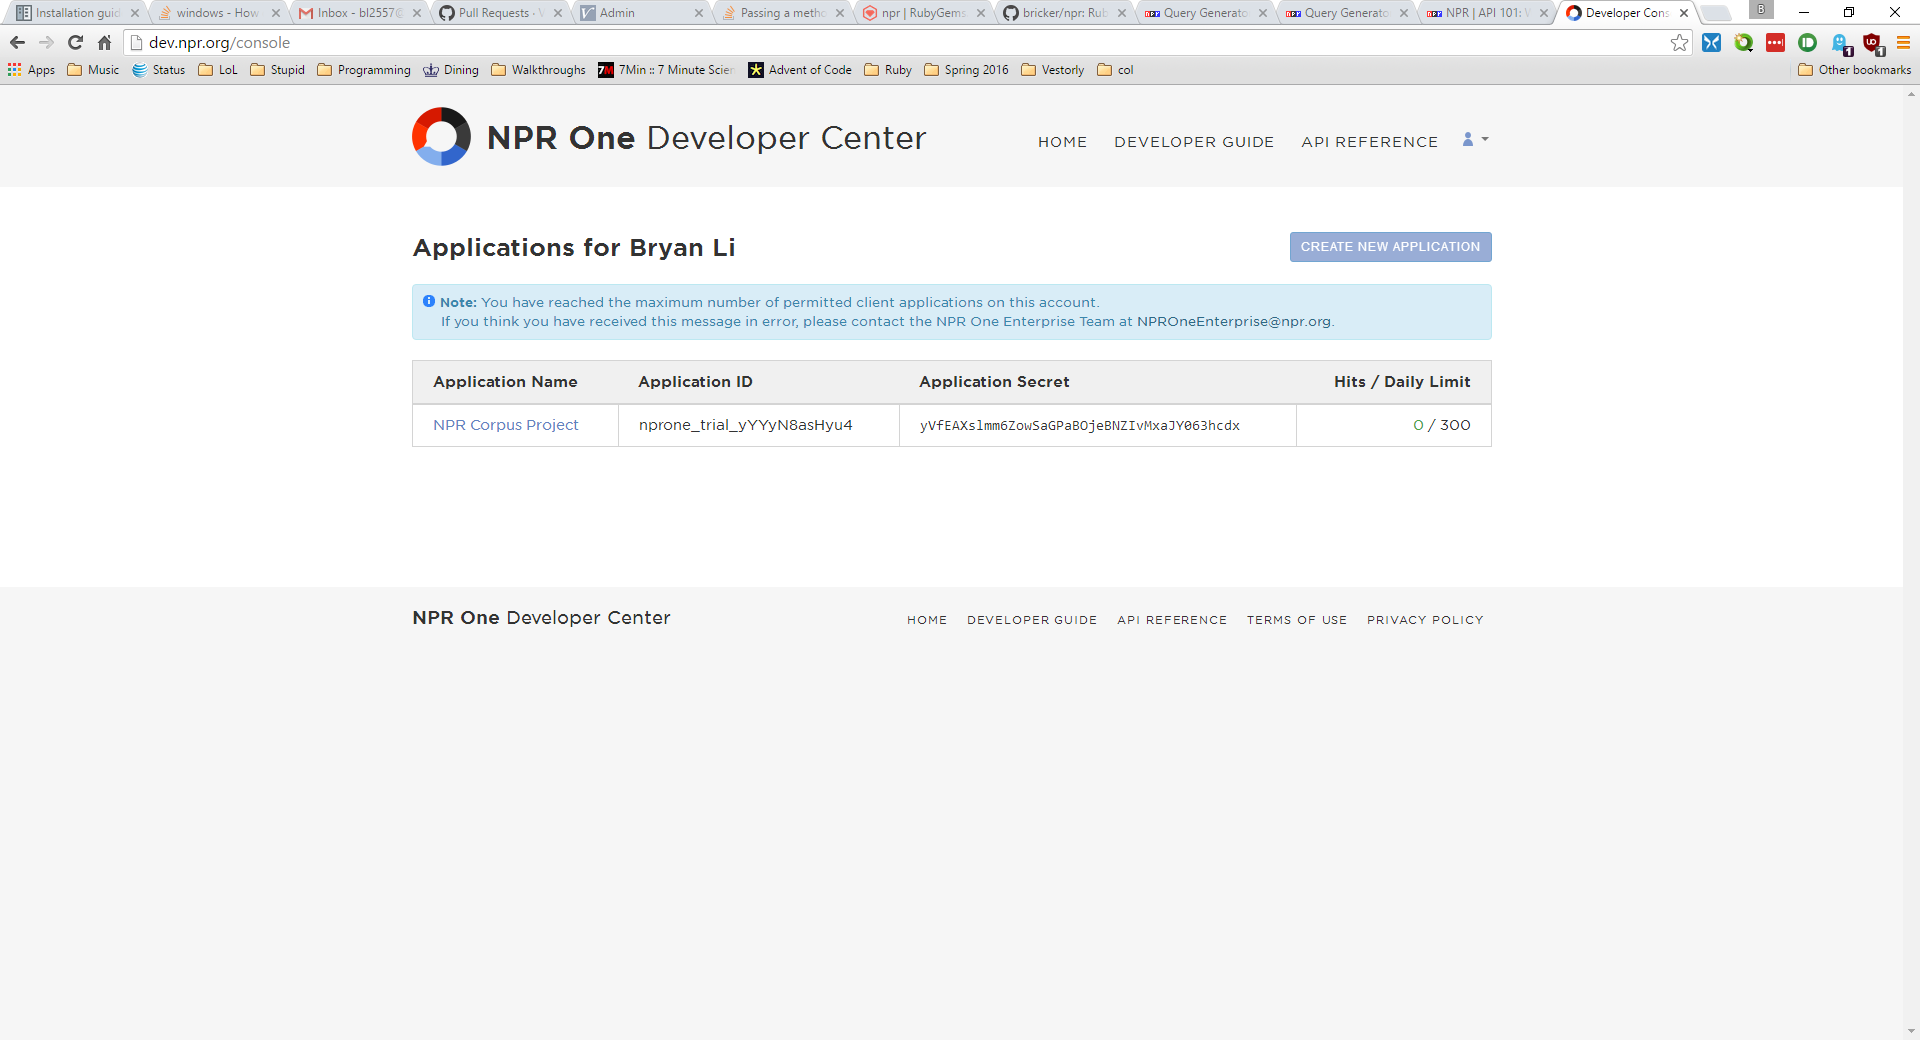 Installation guid
windows - How
Inbox - bl2557@
Pull Requests ·
Admin
Passing a metho
npr | RubyGems
bricker/npr: Rub
Query Generato
Query Generato
NPR | API 101:
Developer Cons
B
dev.npr.org/console
Apps
Music
Status
LoL
Stupid
Programming
Dining
Walkthroughs
7Min :: 7 Minute Scien
Advent of Code
Ruby
Spring 2016
Vestorly
col
Other bookmarks
NPR One Developer Center
HOME
DEVELOPER GUIDE
API REFERENCE
Applications for Bryan Li
CREATE NEW APPLICATION
Note: You have reached the maximum number of permitted client applications on this account.
If you think you have received this message in error, please contact the NPR One Enterprise Team at NPROneEnterprise@npr.org.
Application Name
Application ID
Application Secret
Hits / Daily Limit
NPR Corpus Project
nprone_trial_yYYyN8asHyu4
yVfEAXslmm6ZowSaGPaBOjeBNZIvMxaJY063hcdx
0 / 300
NPR One Developer Center
HOME
DEVELOPER GUIDE
API REFERENCE
TERMS OF USE
PRIVACY POLICY